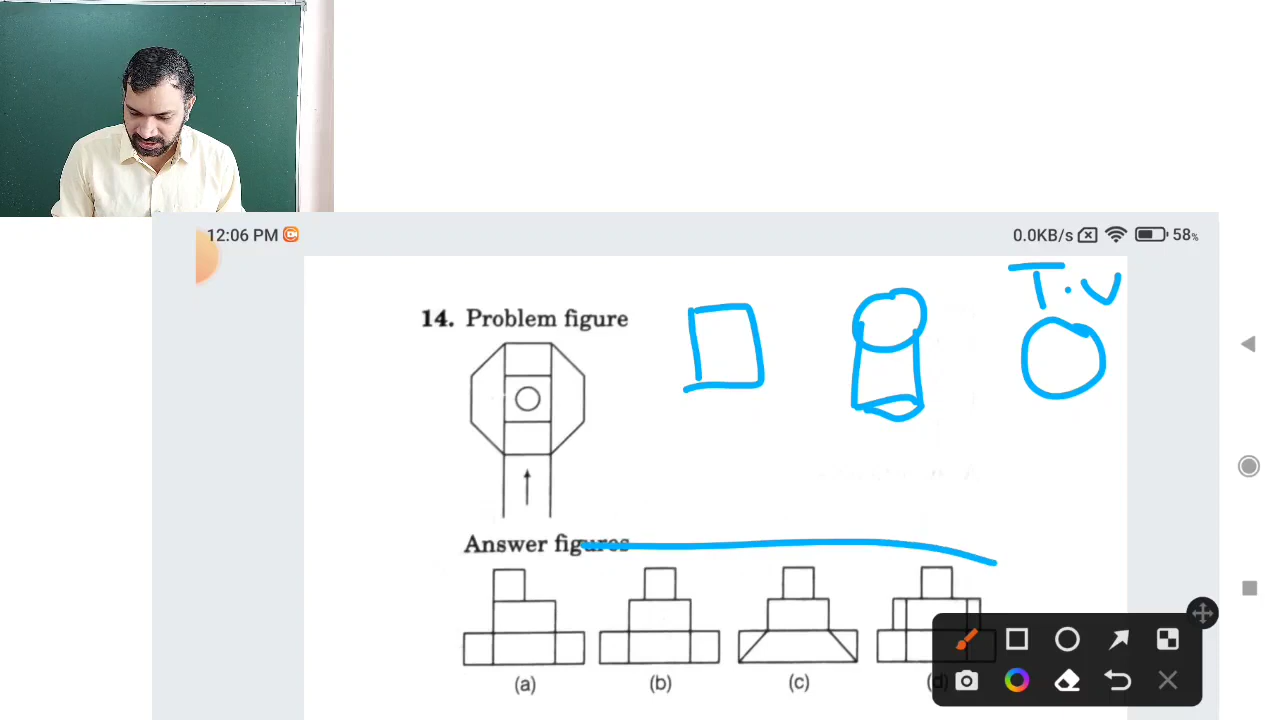 12:06 PM 0.0KB/s 58%
T.V
14. Problem figure
Answer figures
(a) (b) (c) (d)